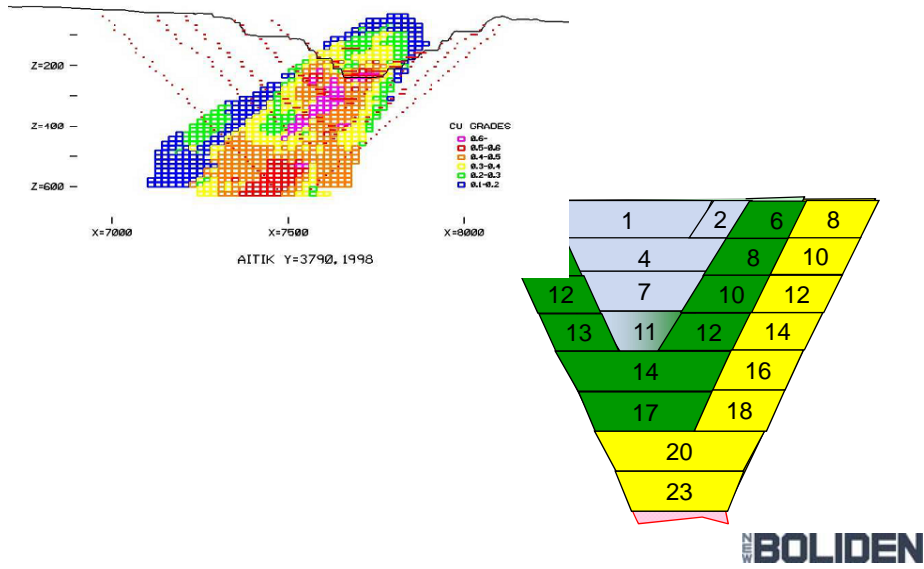 Z=200
Z=400
Z=600
CU GRADES
0.6-
0.5-0.6
0.4-0.5
0.3-0.4
0.2-0.3
0.1-0.2
X=7000 X=7500 X=8000
AITIK Y=3790.1998
1 2 6 8
4 8 10
12 7 10 12
13 11 12 14
14 16
17 18
20
23
NEW BOLIDEN